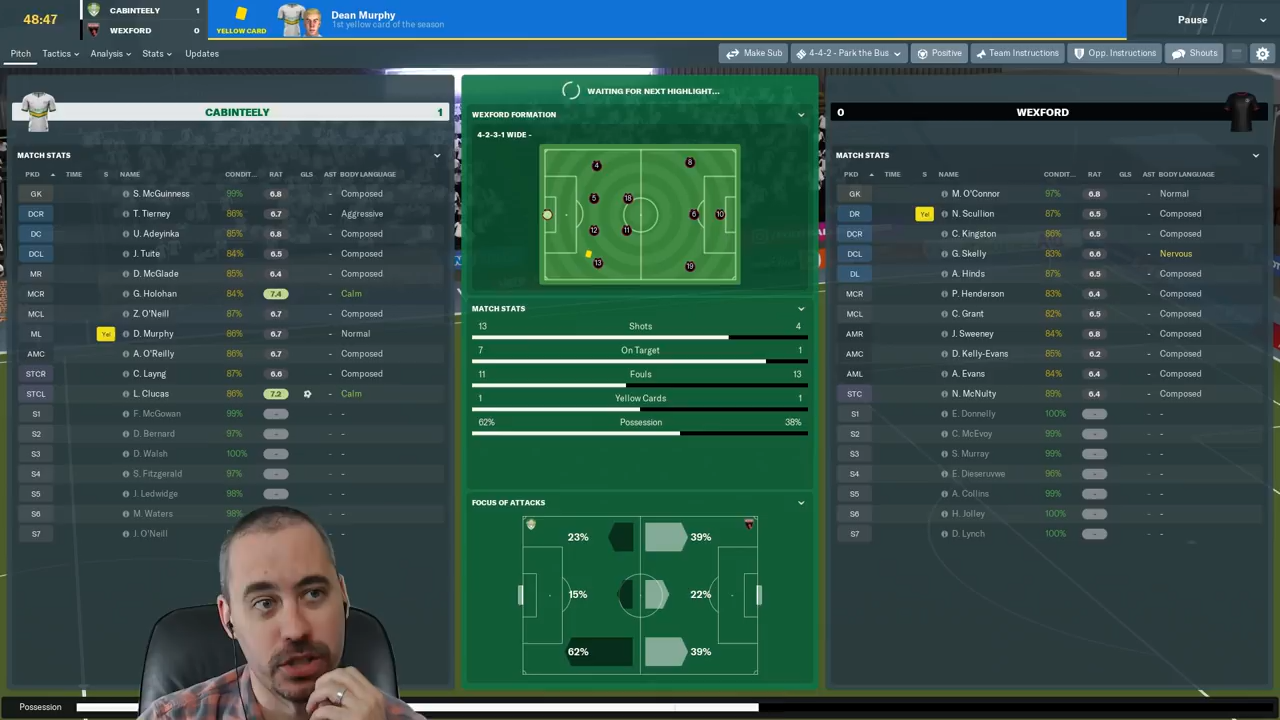 48:47
CABINTEELY 1
WEXFORD 0
YELLOW CARD
Dean Murphy
1st yellow card of the season
Pause
Pitch Tactics Analysis Stats Updates
Make Sub 4-4-2 - Park the Bus Positive Team Instructions Opp. Instructions Shouts
CABINTEELY 1
MATCH STATS
PKD TIME S NAME CONDIT... RAT GLS AST BODY LANGUAGE
GK S. McGuinness 99% 6.8 - Composed
DCR T. Tierney 86% 6.7 - Aggressive
DC U. Adeyinka 85% 6.8 - Composed
DCL J. Tuite 84% 6.5 - Composed
MR D. McGlade 85% 6.4 - Composed
MCR G. Holohan 84% 7.4 - Calm
MCL Z. O'Neill 87% 6.7 - Composed
ML Yel D. Murphy 86% 6.7 - Normal
AMC A. O'Reilly 86% 6.7 - Composed
STCR C. Layng 87% 6.6 - Composed
STCL L. Clucas 86% 7.2 - Calm
S1 F. McGowan 99% - - -
S2 D. Bernard 97% - - -
S3 D. Walsh 100% - - -
S4 S. Fitzgerald 97% - - -
S5 J. Ledwidge 98% - - -
S6 M. Waters 98% - - -
S7 J. O'Neill - -
WAITING FOR NEXT HIGHLIGHT...
WEXFORD FORMATION
4-2-3-1 WIDE -
4 8
5 18
6 10
12 11
13 19
MATCH STATS
13 Shots 4
7 On Target 1
11 Fouls 13
1 Yellow Cards 1
62% Possession 38%
FOCUS OF ATTACKS
23% 39%
15% 22%
62% 39%
0 WEXFORD
MATCH STATS
PKD TIME S NAME CONDIT... RAT GLS AST BODY LANGUAGE
GK M. O'Connor 97% 6.8 - Normal
DR Yel N. Scullion 87% 6.5 - Composed
DCR C. Kingston 86% 6.5 - Composed
DCL G. Skelly 83% 6.6 - Nervous
DL A. Hinds 87% 6.5 - Composed
MCR P. Henderson 83% 6.4 - Composed
MCL C. Grant 82% 6.4 - Composed
AMR J. Sweeney 84% 6.8 - Composed
AMC D. Kelly-Evans 85% 6.2 - Composed
AML A. Evans 84% 6.4 - Composed
STC N. McNulty 89% 6.4 - Composed
S1 E. Donnelly 100% - - -
S2 C. McEvoy 99% - - -
S3 S. Murray 99% - - -
S4 E. Dieseruvwe 96% - - -
S5 A. Collins 99% - - -
S6 H. Jolley 100% - - -
S7 D. Lynch 100% - - -
Possession